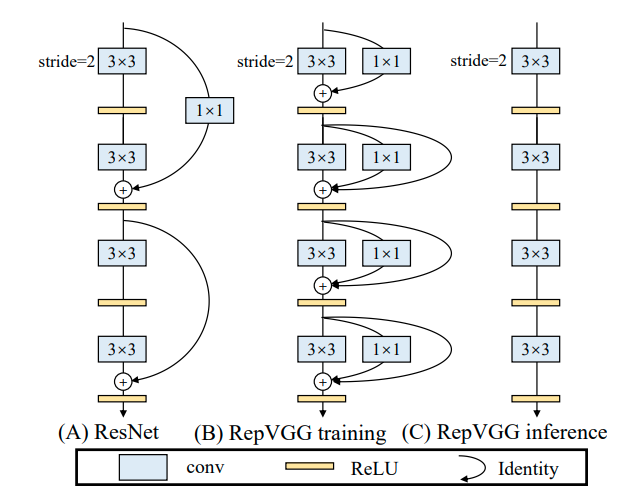 stride=2 3×3 stride=2 3×3 1×1 stride=2 3×3
+
1×1
3×3 3×3 1×1 3×3
+ +
3×3 3×3 1×1 3×3
+
3×3 3×3 1×1 3×3
+ +
(A) ResNet (B) RepVGG training (C) RepVGG inference
conv ReLU Identity